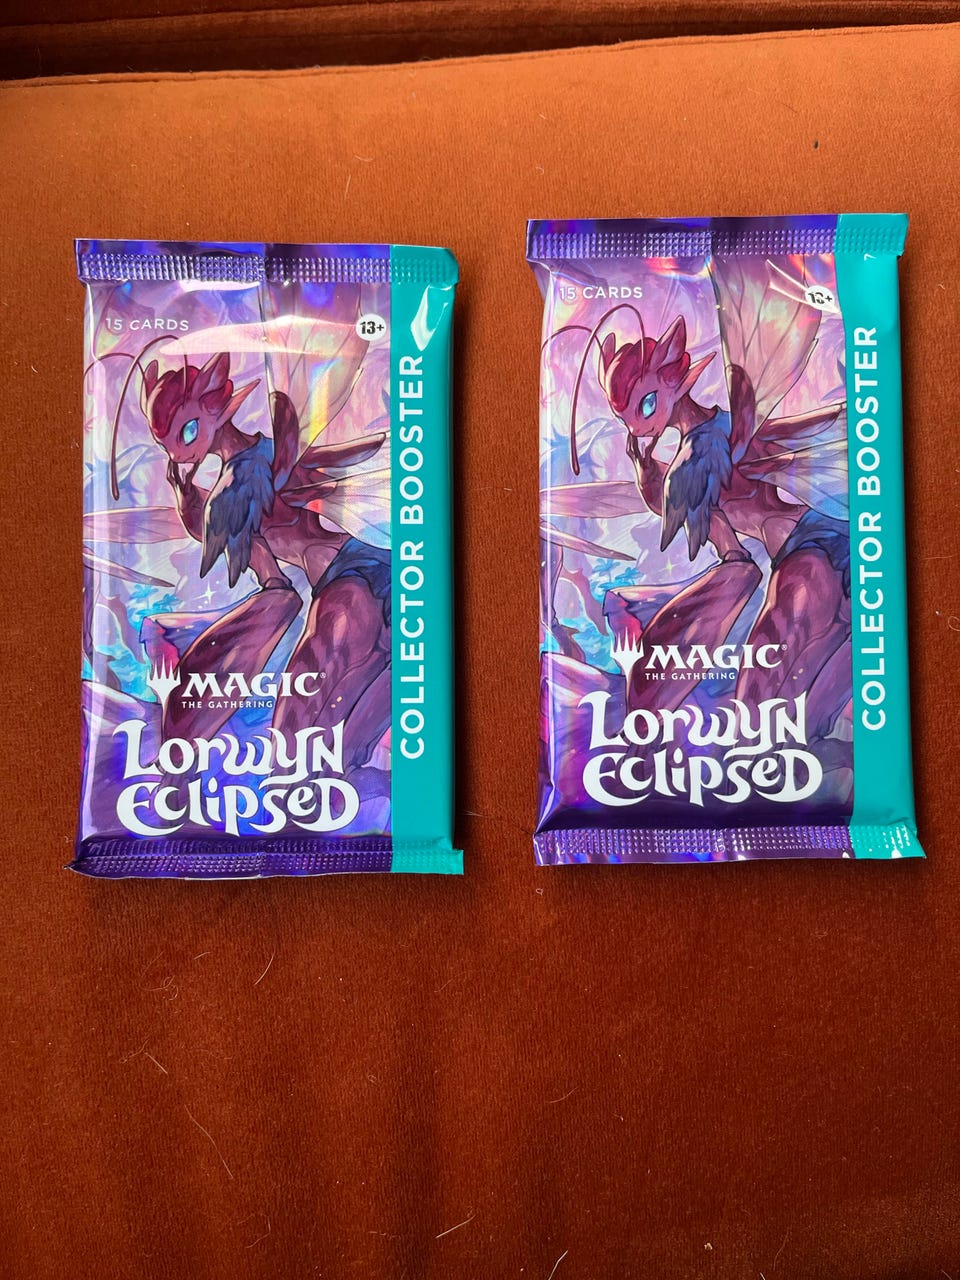 15 CARDS
13+
COLLECTOR BOOSTER
MAGIC®
THE GATHERING
Lorwyn
Eclipsed
15 CARDS
13+
COLLECTOR BOOSTER
MAGIC®
THE GATHERING
Lorwyn
Eclipsed